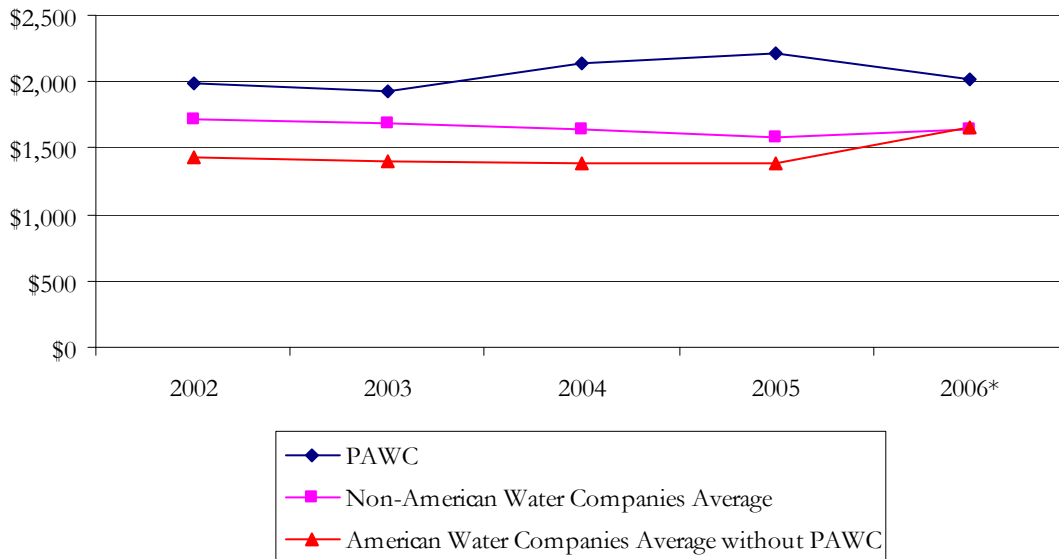 $2,500
$2,000
$1,500
$1,000
$500
$0
2002 2003 2004 2005 2006*
PAWC
Non-American Water Companies Average
American Water Companies Average without PAWC